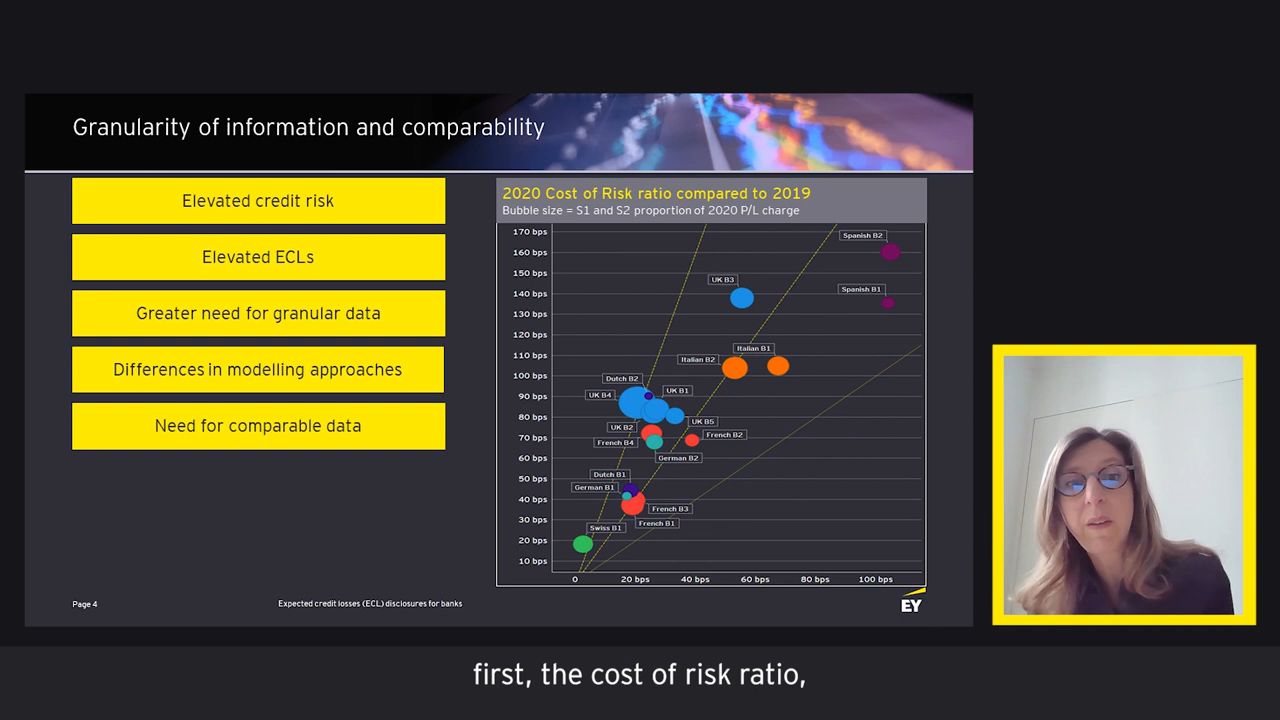 Granularity of information and comparability
Elevated credit risk
Elevated ECLs
Greater need for granular data
Differences in modelling approaches
Need for comparable data
2020 Cost of Risk ratio compared to 2019
Bubble size = S1 and S2 proportion of 2020 P/L charge
170 bps
160 bps
150 bps
140 bps
130 bps
120 bps
110 bps
100 bps
90 bps
80 bps
70 bps
60 bps
50 bps
40 bps
30 bps
20 bps
10 bps
Spanish B2
UK B3
Spanish B1
Italian B1
Italian B2
Dutch B2
UK B4
UK B1
UK B5
UK B2
French B2
French B4
German B2
Dutch B1
German B1
French B3
French B1
Swiss B1
0
20 bps
40 bps
60 bps
80 bps
100 bps
Page 4
Expected credit losses (ECL) disclosures for banks
EY
first, the cost of risk ratio,